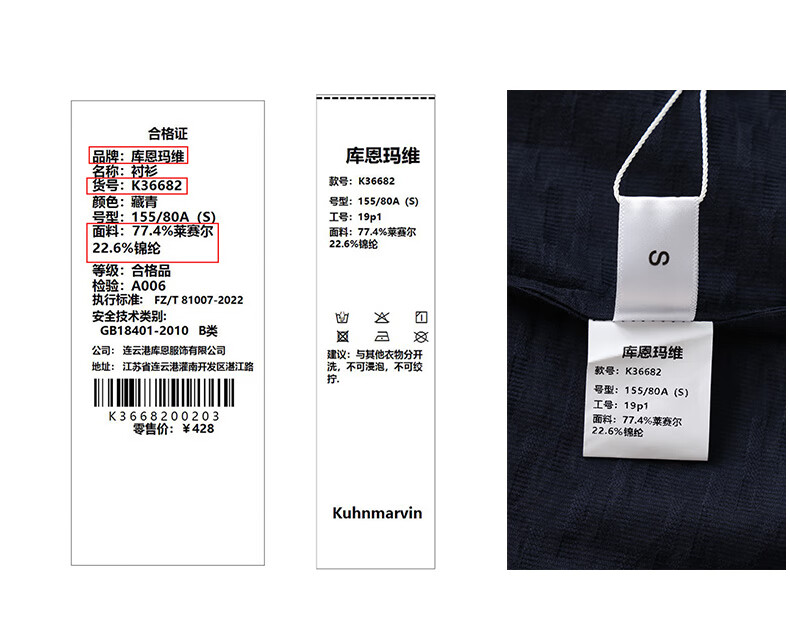 合格证
品牌：库恩玛维
名称：衬衫
货号：K36682
颜色：藏青
号型：155/80A（S）
面料：77.4%莱赛尔
22.6%锦纶
等级：合格品
检验：A006
执行标准： FZ/T 81007-2022
安全技术类别:
GB18401-2010 B类
公司： 连云港库恩服饰有限公司
地址： 江苏省连云港灌南开发区湛江路
K3668200203
零售价：￥428
库恩玛维
款号：K36682
号型：155/80A（S）
工号：19p1
面料：77.4%莱赛尔
22.6%锦纶
建议：与其他衣物分开
洗，不可浸泡，不可绞
拧.
Kuhnmarvin
S
库恩玛维
款号：K36682
号型：155/80A（S）
工号：19p1
面料：77.4%莱赛尔
22.6%锦纶